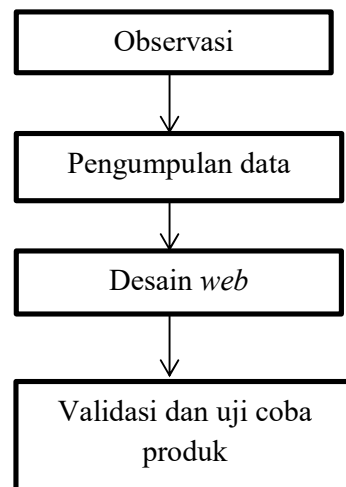 Observasi
Pengumpulan data
Desain web
Validasi dan uji coba
produk